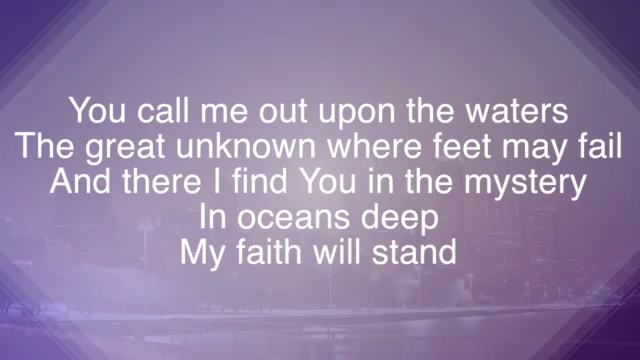 You call me out upon the waters
The great unknown where feet may fail
And there I find You in the mystery
In oceans deep
My faith will stand